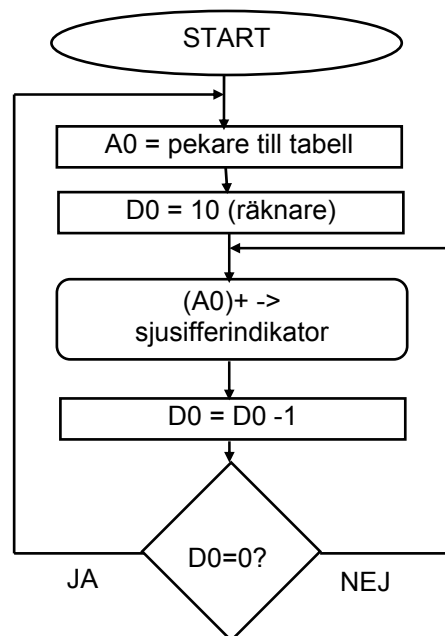 START
A0 = pekare till tabell
D0 = 10 (räknare)
(A0)+ ->
sjusifferindikator
D0 = D0 -1
D0=0?
JA
NEJ